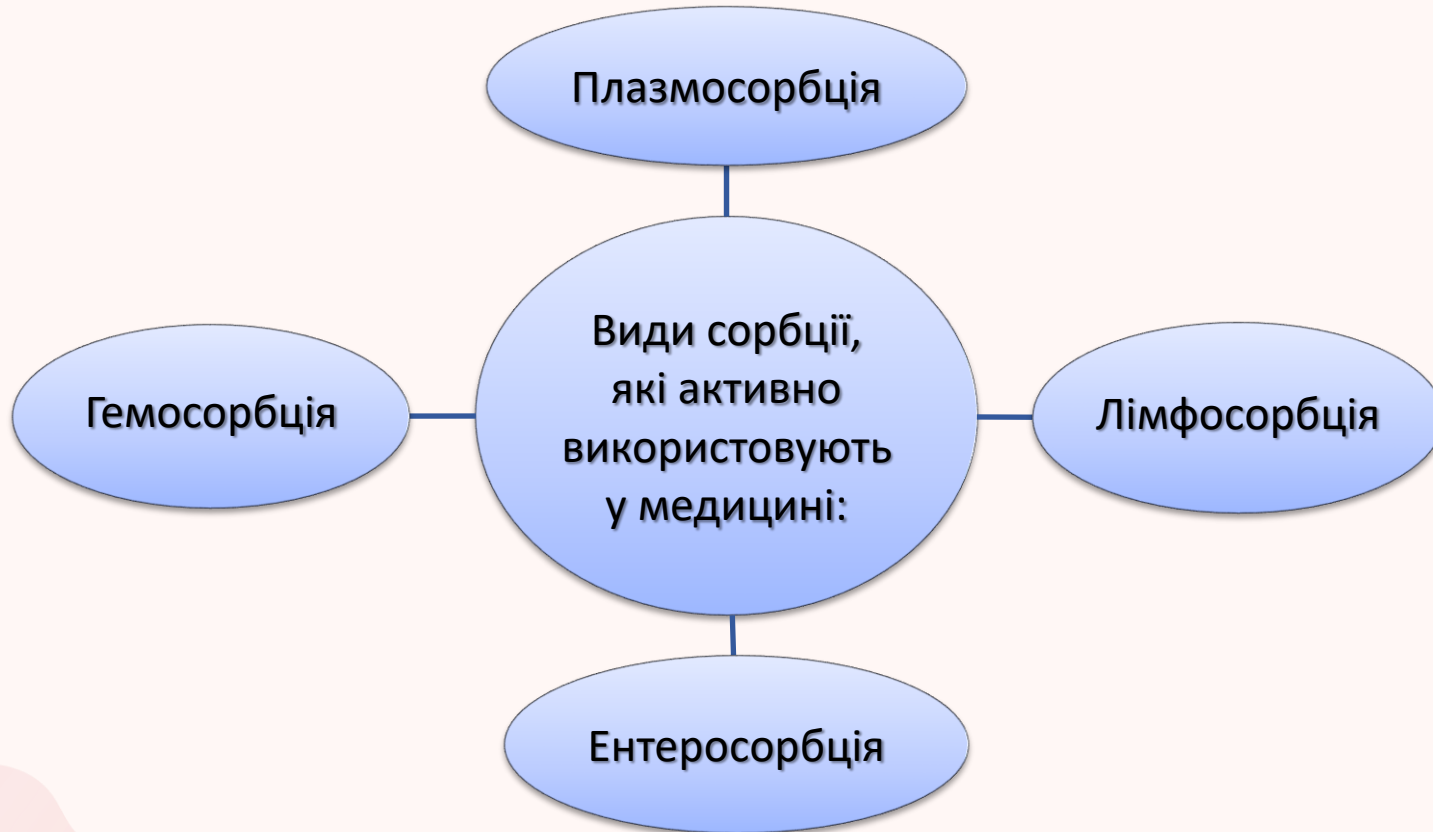 Плазмосорбція
Види сорбції,
які активно
використовують
у медицині:
Гемосорбція
Лімфосорбція
Ентеросорбція